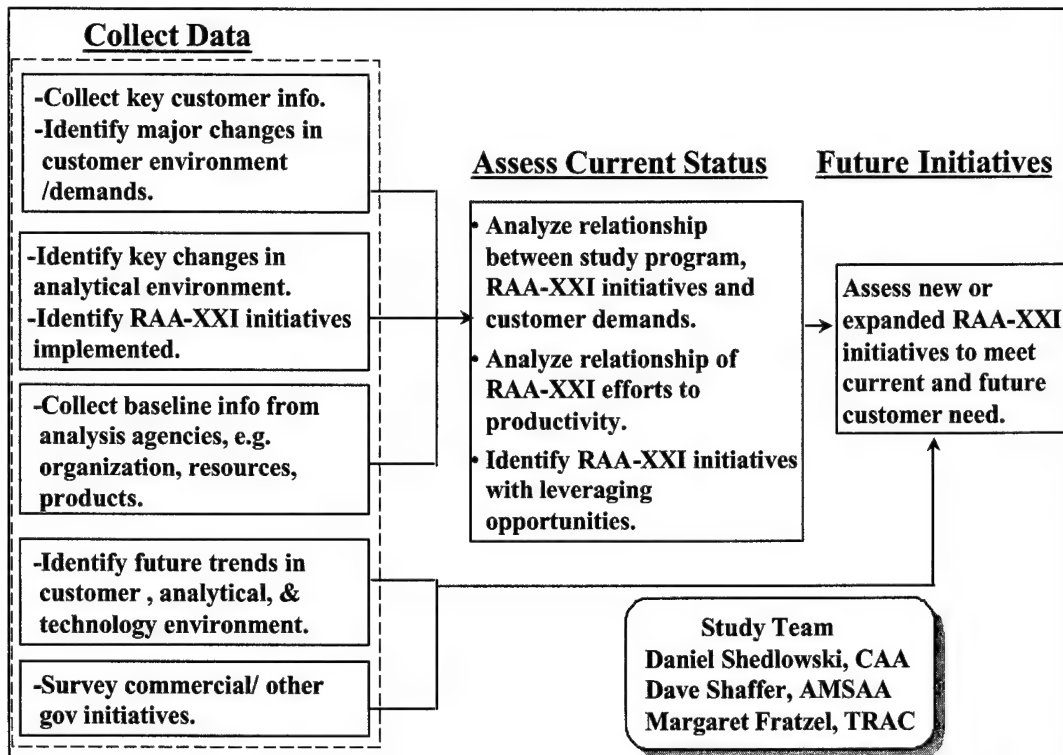 Collect Data
-Collect key customer info.
-Identify major changes in
customer environment
/demands.
-Identify key changes in
analytical environment.
-Identify RAA-XXI initiatives
implemented.
-Collect baseline info from
analysis agencies, e.g.
organization, resources,
products.
-Identify future trends in
customer , analytical, &
technology environment.
-Survey commercial/ other
gov initiatives.
Assess Current Status
• Analyze relationship
between study program,
RAA-XXI initiatives and
customer demands.
• Analyze relationship of
RAA-XXI efforts to
productivity.
• Identify RAA-XXI initiatives
with leveraging
opportunities.
Future Initiatives
Assess new or
expanded RAA-XXI
initiatives to meet
current and future
customer need.
Study Team
Daniel Shedlowski, CAA
Dave Shaffer, AMSAA
Margaret Fratzel, TRAC